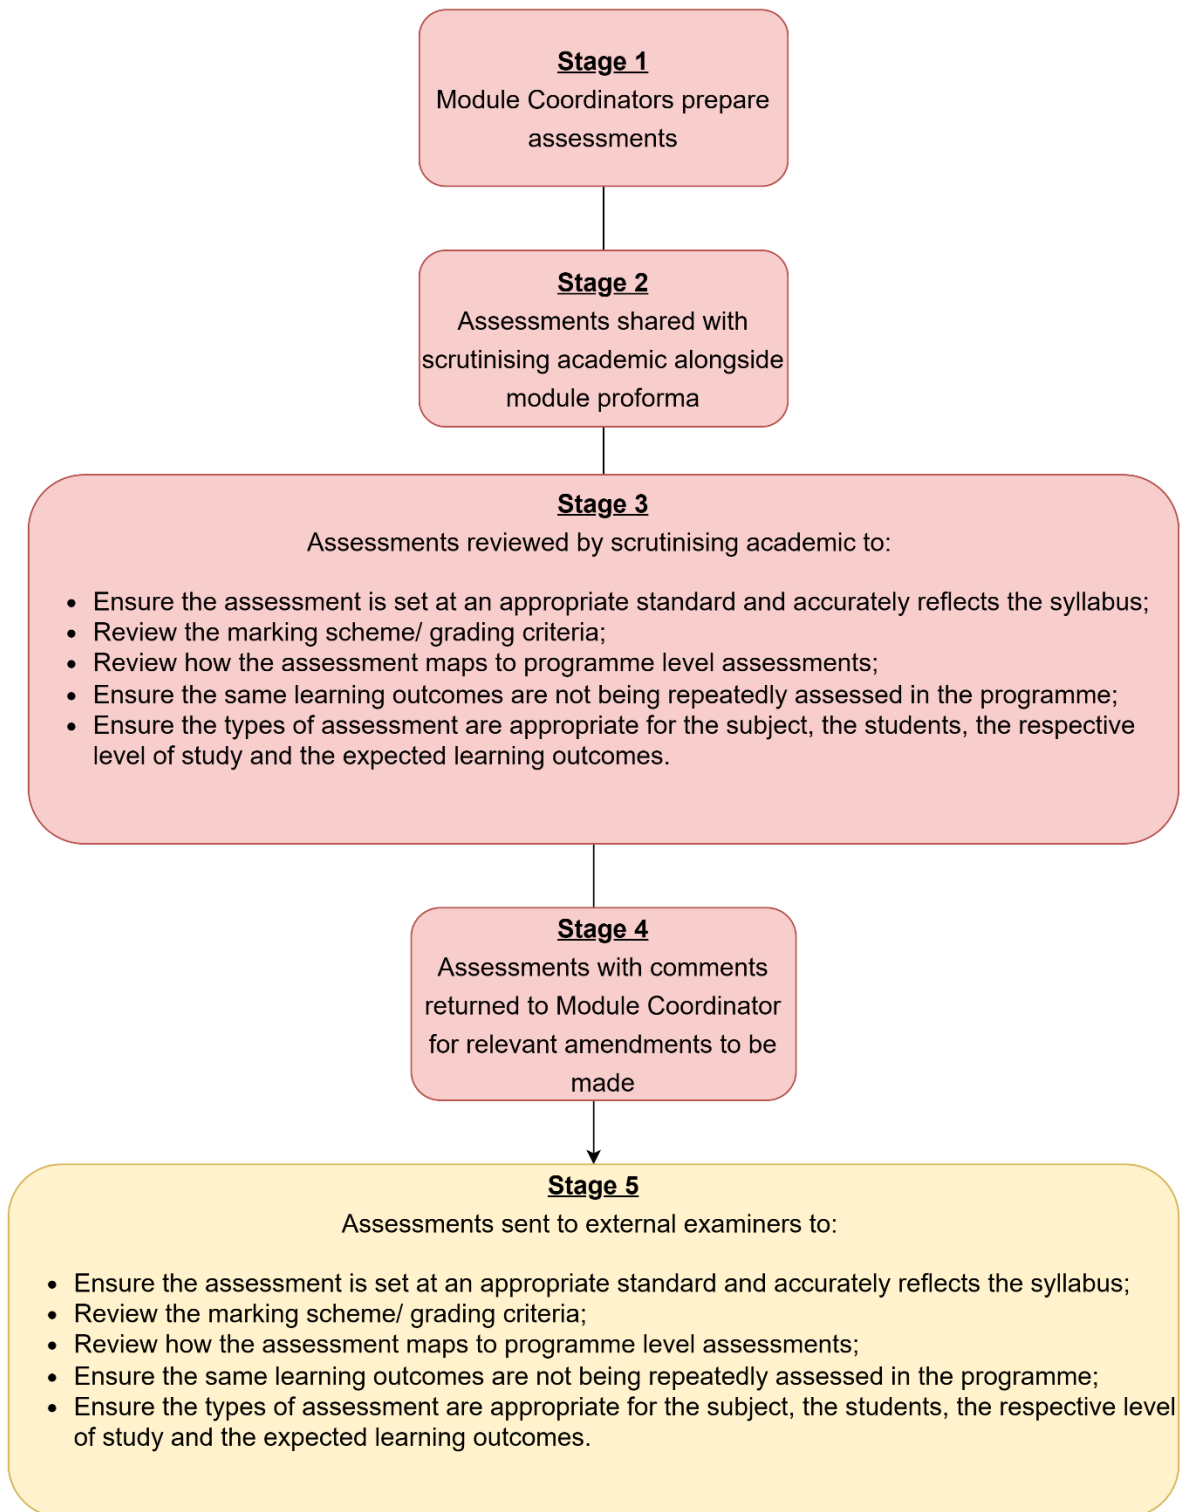 Stage 1
Module Coordinators prepare
assessments
Stage 2
Assessments shared with
scrutinising academic alongside
module proforma
Stage 3
Assessments reviewed by scrutinising academic to:
• Ensure the assessment is set at an appropriate standard and accurately reflects the syllabus;
• Review the marking scheme/ grading criteria;
• Review how the assessment maps to programme level assessments;
• Ensure the same learning outcomes are not being repeatedly assessed in the programme;
• Ensure the types of assessment are appropriate for the subject, the students, the respective
level of study and the expected learning outcomes.
Stage 4
Assessments with comments
returned to Module Coordinator
for relevant amendments to be
made
Stage 5
Assessments sent to external examiners to:
• Ensure the assessment is set at an appropriate standard and accurately reflects the syllabus;
• Review the marking scheme/ grading criteria;
• Review how the assessment maps to programme level assessments;
• Ensure the same learning outcomes are not being repeatedly assessed in the programme;
• Ensure the types of assessment are appropriate for the subject, the students, the respective level
of study and the expected learning outcomes.